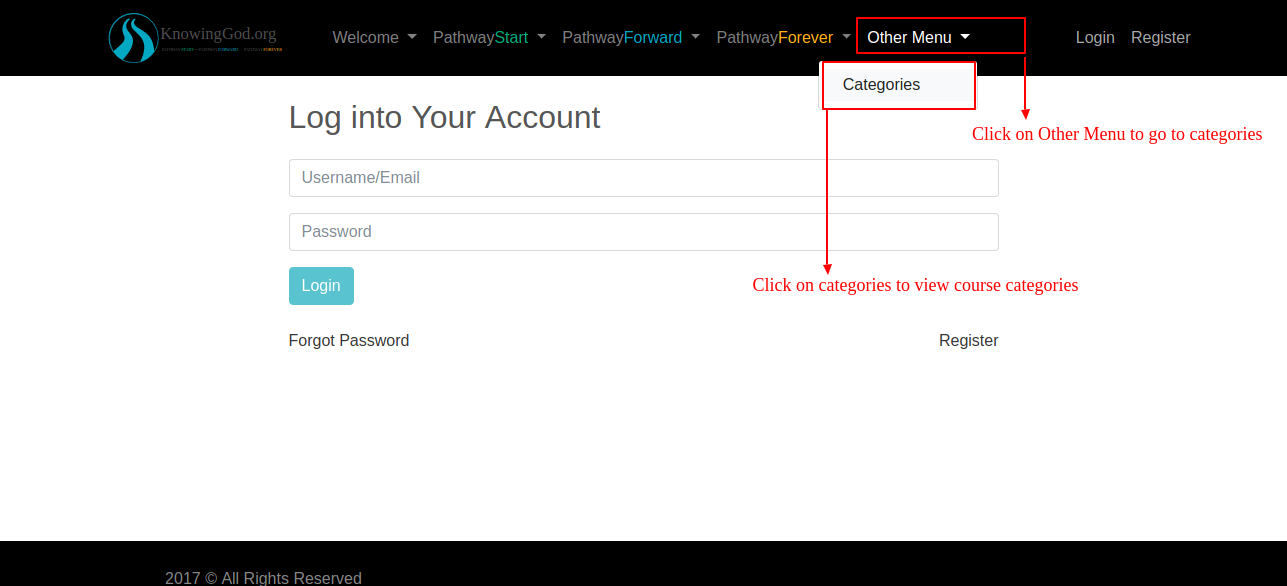 KnowingGod.org
PATHWAYSTART PATHWAYFORWARD PATHWAYFOREVER
Welcome PathwayStart PathwayForward PathwayForever Other Menu Login Register
Categories
Log into Your Account
Click on Other Menu to go to categories
Username/Email
Password
Login
Click on categories to view course categories
Forgot Password Register
2017 © All Rights Reserved